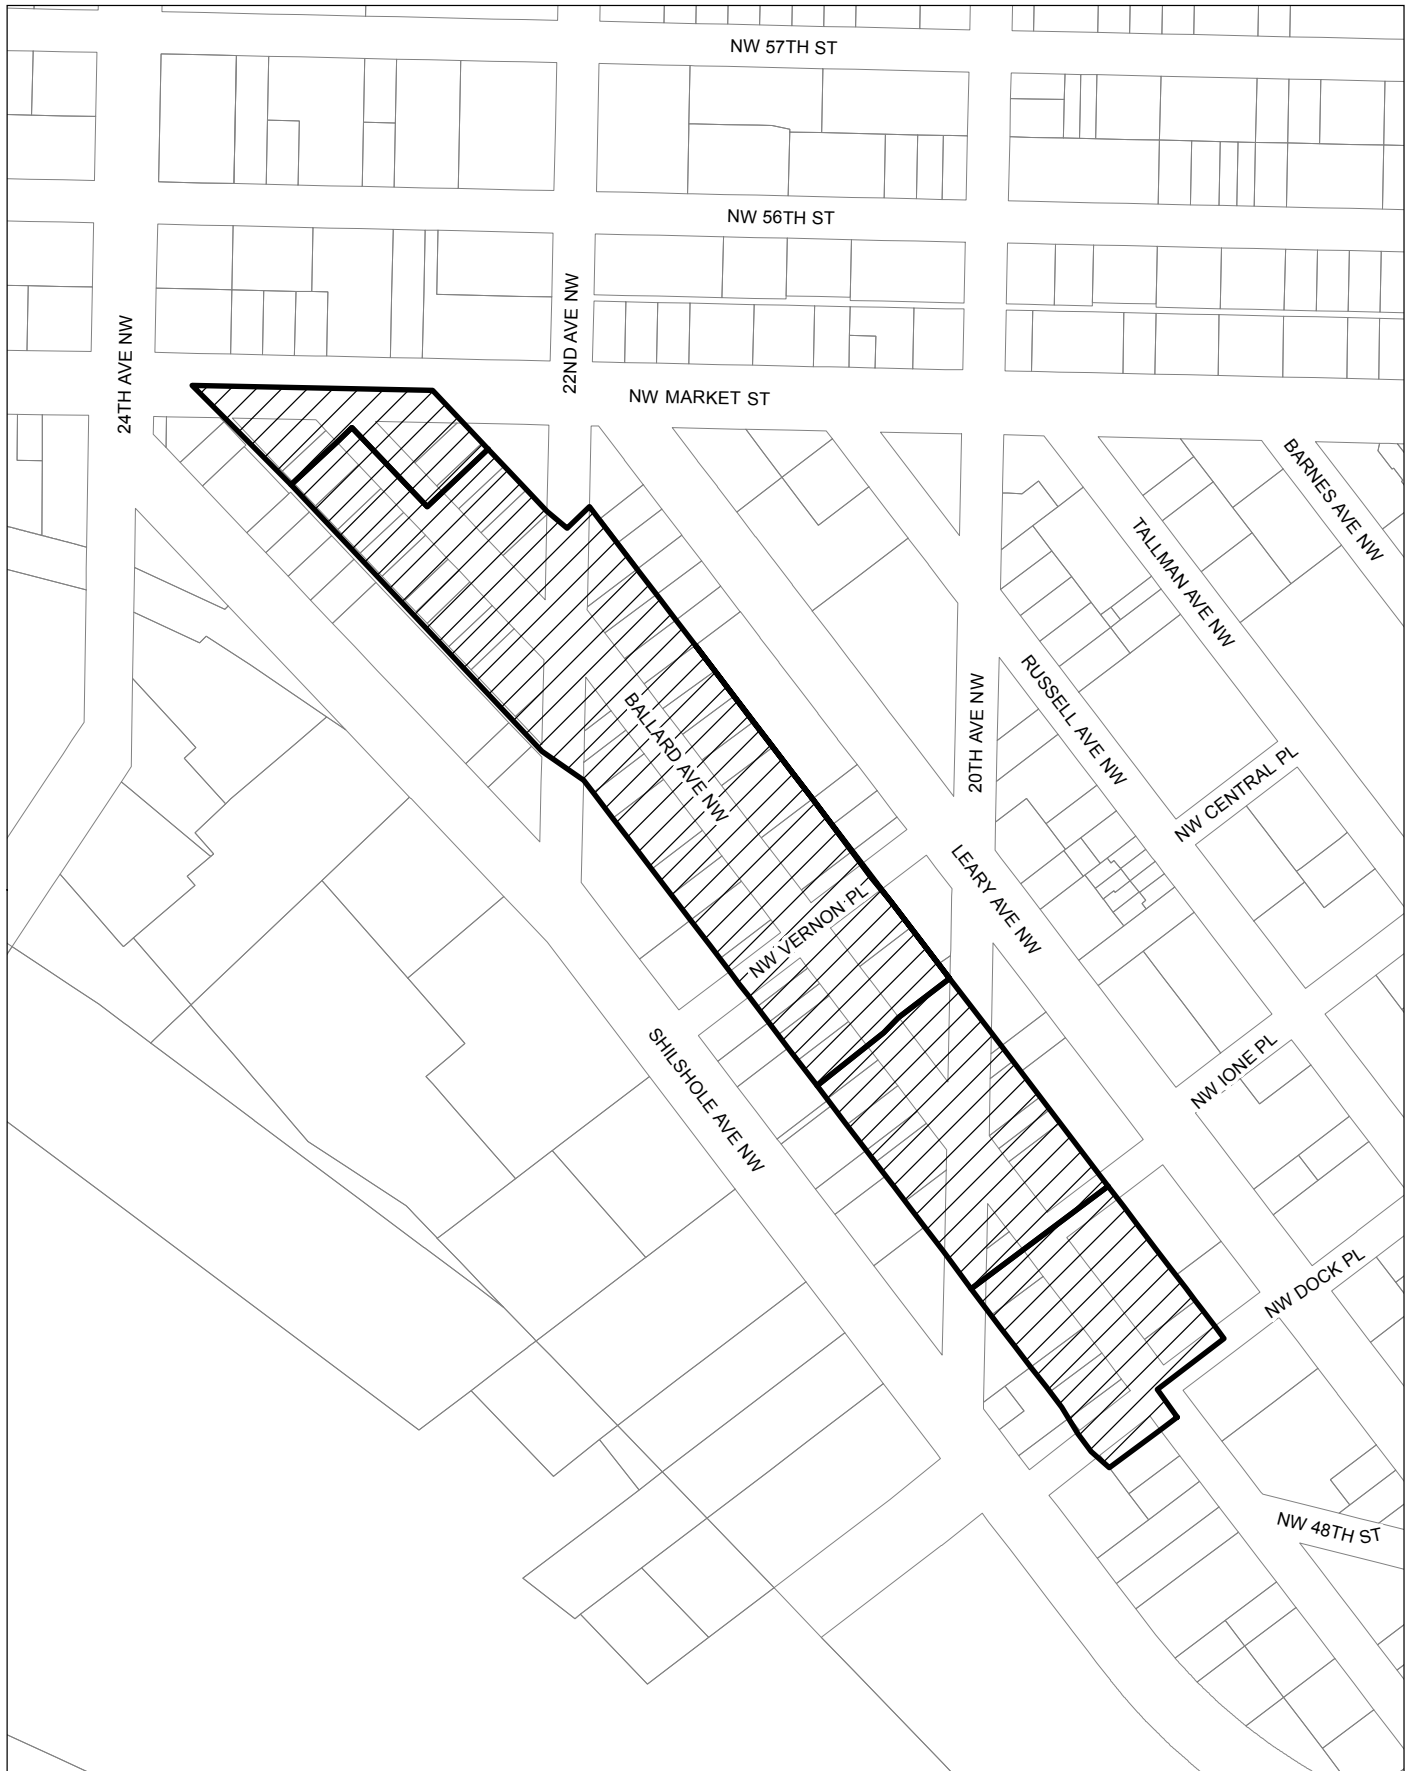 NW 57TH ST
NW 56TH ST
22ND AVE NW
24TH AVE NW
NW MARKET ST
BARNES AVE NW
TALLMAN AVE NW
RUSSELL AVE NW
20TH AVE NW
BALLARD AVE NW
NW CENTRAL PL
LEARY AVE NW
NW VERNON PL
SHILSHOLE AVE NW
NW IONE PL
NW DOCK PL
NW 48TH ST